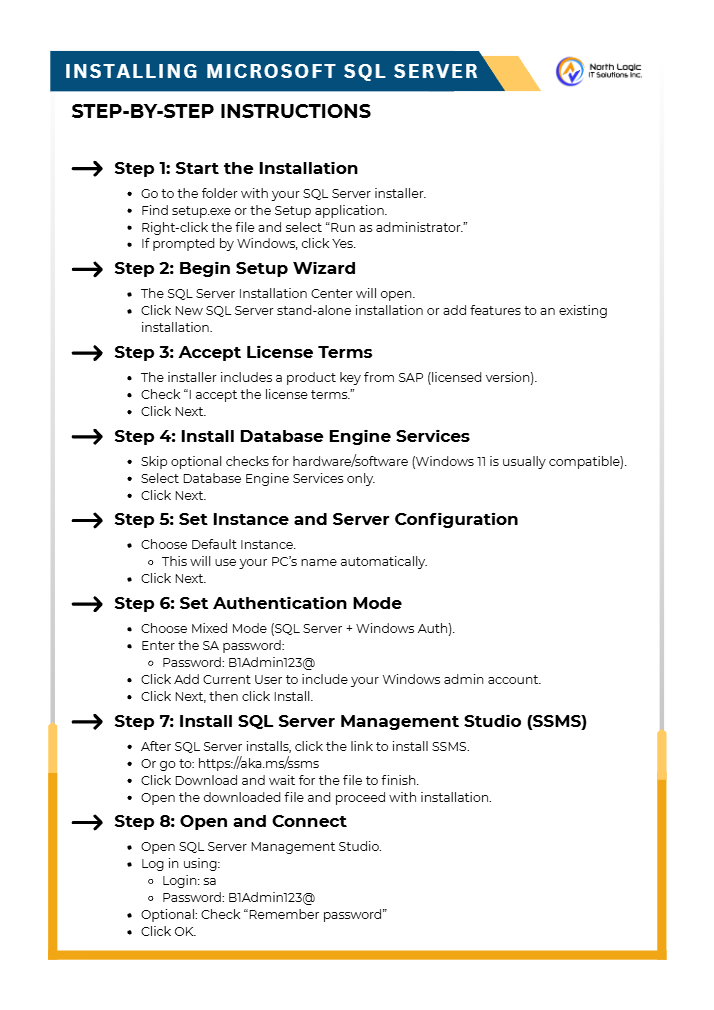 INSTALLING MICROSOFT SQL SERVER
North Logic
IT Solutions Inc.
STEP-BY-STEP INSTRUCTIONS
Step 1: Start the Installation
• Go to the folder with your SQL Server installer.
• Find setup.exe or the Setup application.
• Right-click the file and select “Run as administrator.”
• If prompted by Windows, click Yes.
Step 2: Begin Setup Wizard
• The SQL Server Installation Center will open.
• Click New SQL Server stand-alone installation or add features to an existing
installation.
Step 3: Accept License Terms
• The installer includes a product key from SAP (licensed version).
• Check “I accept the license terms.”
• Click Next.
Step 4: Install Database Engine Services
• Skip optional checks for hardware/software (Windows 11 is usually compatible).
• Select Database Engine Services only.
• Click Next.
Step 5: Set Instance and Server Configuration
• Choose Default Instance.
◦ This will use your PC’s name automatically.
• Click Next.
Step 6: Set Authentication Mode
• Choose Mixed Mode (SQL Server + Windows Auth).
• Enter the SA password:
◦ Password: B1Admin123@
• Click Add Current User to include your Windows admin account.
• Click Next, then click Install.
Step 7: Install SQL Server Management Studio (SSMS)
• After SQL Server installs, click the link to install SSMS.
• Or go to: https://aka.ms/ssms
• Click Download and wait for the file to finish.
• Open the downloaded file and proceed with installation.
Step 8: Open and Connect
• Open SQL Server Management Studio.
• Log in using:
◦ Login: sa
◦ Password: B1Admin123@
• Optional: Check “Remember password”
• Click OK.